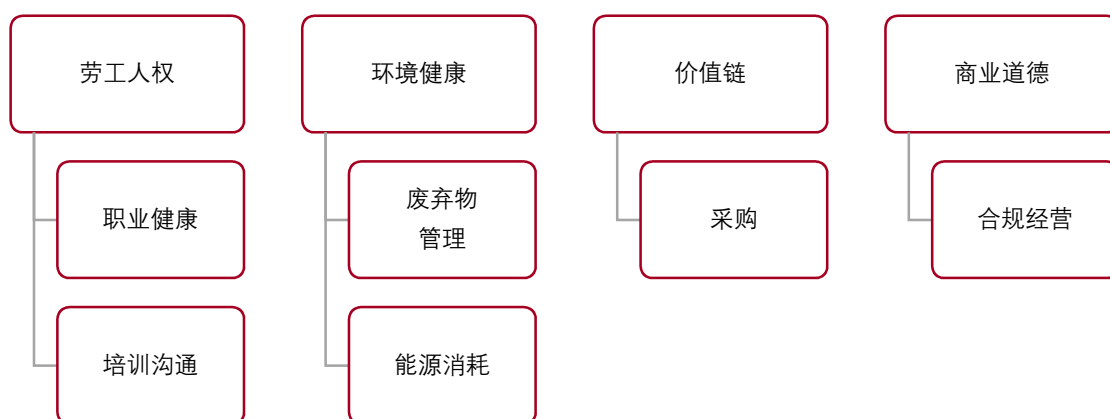 劳工人权
环境健康
价值链
商业道德
职业健康
废弃物
管理
采购
合规经营
培训沟通
能源消耗